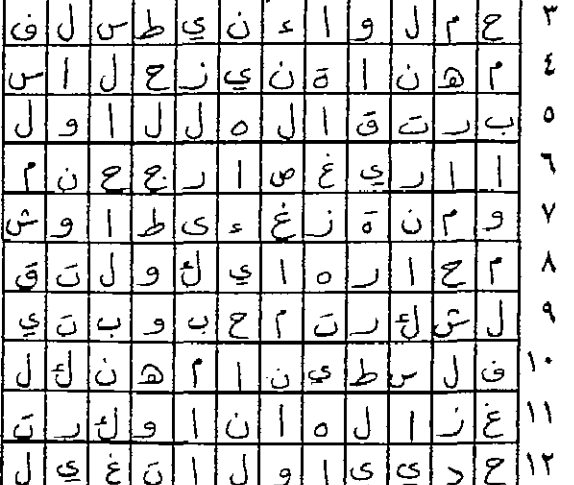 ٣ ح م ل و ا ء ن ي ط س ل ف
٤ م ه ن ا ة ن ي ز ح ل ا س
٥ ب ر ت ق ا ل ه ل ل ا و ل
٦ ا ا ر ي غ ص ا ر ج ح ن م
٧ و م ن ة ز غ ء ى ط ا و ش
٨ م ح ا ر ه ا ي ك و ل ت ق
٩ ل ش ك ر ت م ح ب و ب ت ي
١٠ ف ل س ط ي ن ا م ه ن ك ل
١١ غ ز ا ل ه ا ن ا و ك ر ت
١٢ ح د ي ى ا و ل ا ت غ ي ل